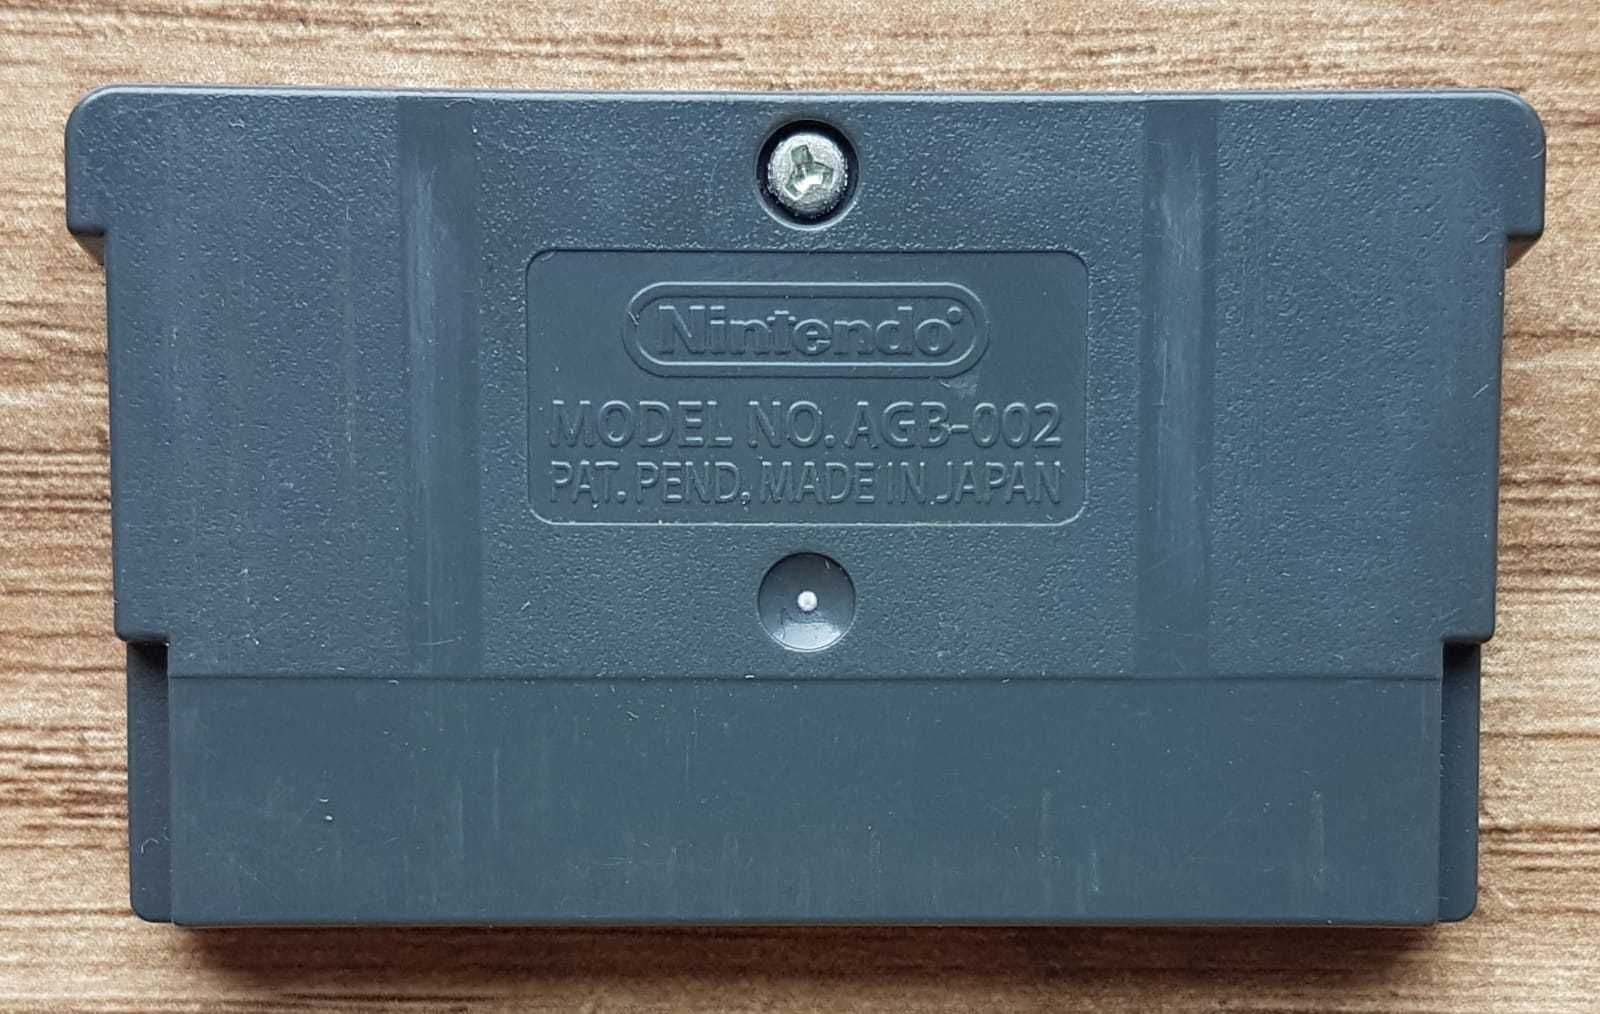 Nintendo®
MODEL NO. AGB-002
PAT. PEND. MADE IN JAPAN